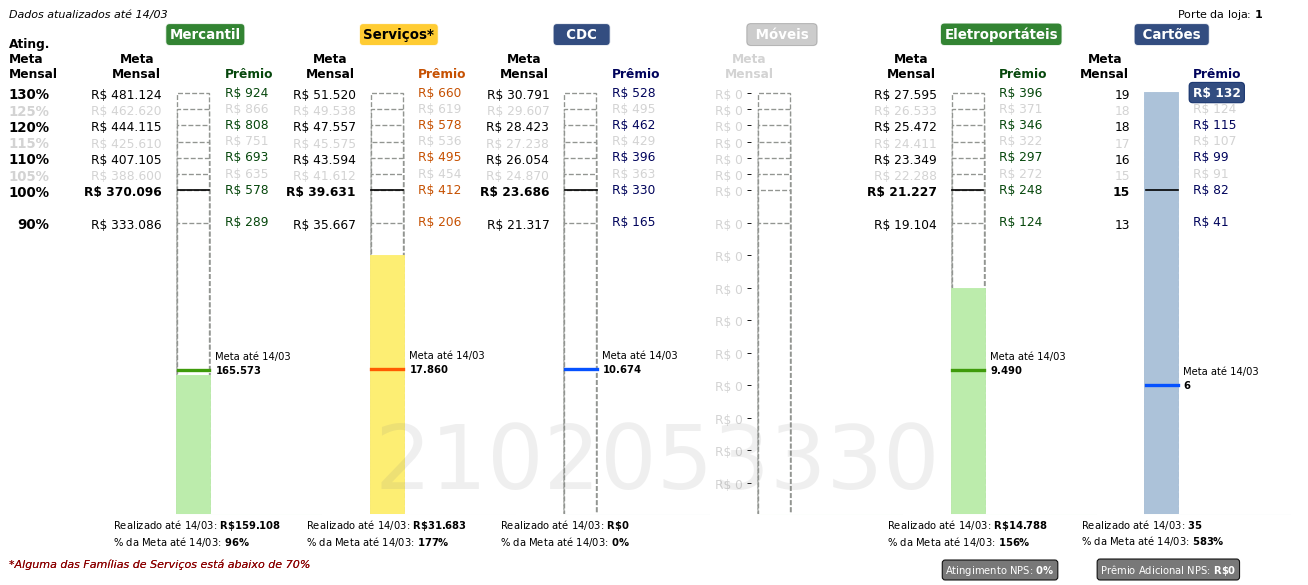 Dados atualizados até 14/03
Porte da loja: 1
Mercantil Serviços* CDC Móveis Eletroportáteis Cartões
Ating. Meta Mensal
Meta Mensal Prêmio Meta Mensal Prêmio Meta Mensal Prêmio Meta Mensal Meta Mensal Prêmio Meta Mensal Prêmio
130% R$ 481.124 R$ 924 R$ 51.520 R$ 660 R$ 30.791 R$ 528 R$ 0 R$ 27.595 R$ 396 19 R$ 132
125% R$ 462.620 R$ 866 R$ 49.538 R$ 619 R$ 29.607 R$ 495 R$ 0 R$ 26.533 R$ 371 18 R$ 124
120% R$ 444.115 R$ 808 R$ 47.557 R$ 578 R$ 28.423 R$ 462 R$ 0 R$ 25.472 R$ 346 18 R$ 115
115% R$ 425.610 R$ 751 R$ 45.575 R$ 536 R$ 27.238 R$ 429 R$ 0 R$ 24.411 R$ 322 17 R$ 107
110% R$ 407.105 R$ 693 R$ 43.594 R$ 495 R$ 26.054 R$ 396 R$ 0 R$ 23.349 R$ 297 16 R$ 99
105% R$ 388.600 R$ 635 R$ 41.612 R$ 454 R$ 24.870 R$ 363 R$ 0 R$ 22.288 R$ 272 15 R$ 91
100% R$ 370.096 R$ 578 R$ 39.631 R$ 412 R$ 23.686 R$ 330 R$ 0 R$ 21.227 R$ 248 15 R$ 82
90% R$ 333.086 R$ 289 R$ 35.667 R$ 206 R$ 21.317 R$ 165 R$ 0 R$ 19.104 R$ 124 13 R$ 41
R$ 0
R$ 0
R$ 0
R$ 0
Meta até 14/03 Meta até 14/03 Meta até 14/03 Meta até 14/03 Meta até 14/03
165.573 17.860 10.674 9.490 6
R$ 0
R$ 0
R$ 0
R$ 0
2102053330
Realizado até 14/03: R$159.108 Realizado até 14/03: R$31.683 Realizado até 14/03: R$0 Realizado até 14/03: R$14.788 Realizado até 14/03: 35
% da Meta até 14/03: 96% % da Meta até 14/03: 177% % da Meta até 14/03: 0% % da Meta até 14/03: 156% % da Meta até 14/03: 583%
*Alguma das Famílias de Serviços está abaixo de 70%
Atingimento NPS: 0% Prêmio Adicional NPS: R$0